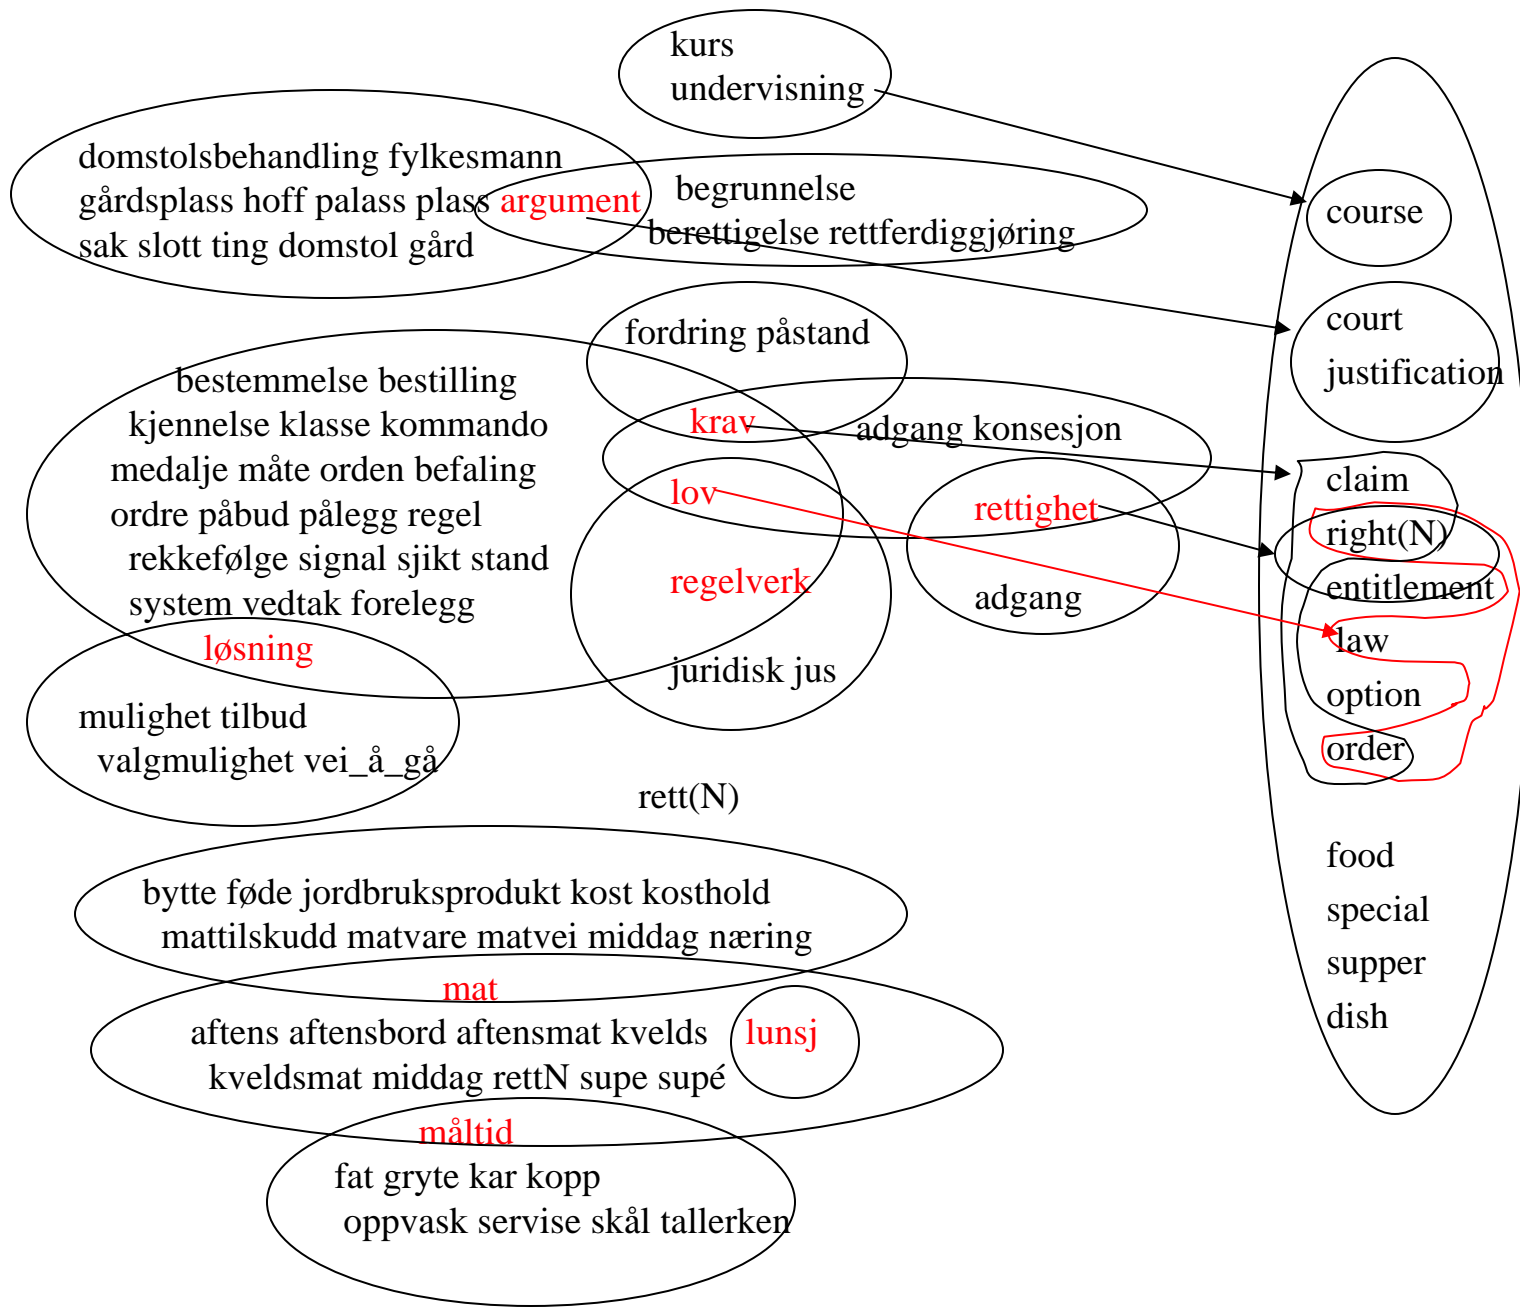 kurs
undervisning
domstolsbehandling fylkesmann
gårdsplass hoff palass plass argument
sak slott ting domstol gård
begrunnelse
berettigelse rettferdiggjøring
fordring påstand
bestemmelse bestilling
kjennelse klasse kommando
medalje måte orden befaling
ordre påbud pålegg regel
rekkefølge signal sjikt stand
system vedtak forelegg
løsning
mulighet tilbud
valgmulighet vei_å_gå
krav
adgang konsesjon
lov
rettighet
regelverk
adgang
juridisk jus
rett(N)
bytte føde jordbruksprodukt kost kosthold
mattilskudd matvare matvei middag næring
mat
aftens aftensbord aftensmat kvelds lunsj
kveldsmat middag rettN supe supé
måltid
fat gryte kar kopp
oppvask servise skål tallerken
course
court
justification
claim
right(N)
entitlement
law
option
order
food
special
supper
dish